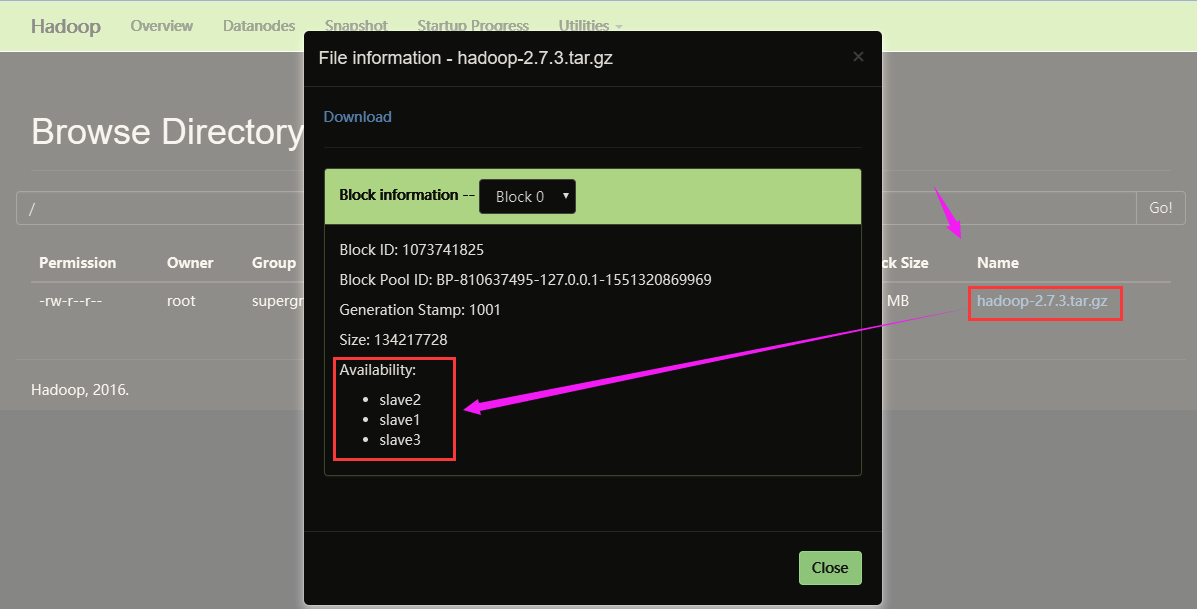 Hadoop Overview Datanodes Snapshot Startup Progress Utilities
File information - hadoop-2.7.3.tar.gz ×
Download
Browse Directory
Block information -- Block 0
/ Go!
Block ID: 1073741825
Block Pool ID: BP-810637495-127.0.0.1-1551320869969
Generation Stamp: 1001
Size: 134217728
Availability:
slave2
slave1
slave3
Permission Owner Group Size Name
-rw-r--r-- root MB hadoop-2.7.3.tar.gz
Hadoop, 2016.
Close